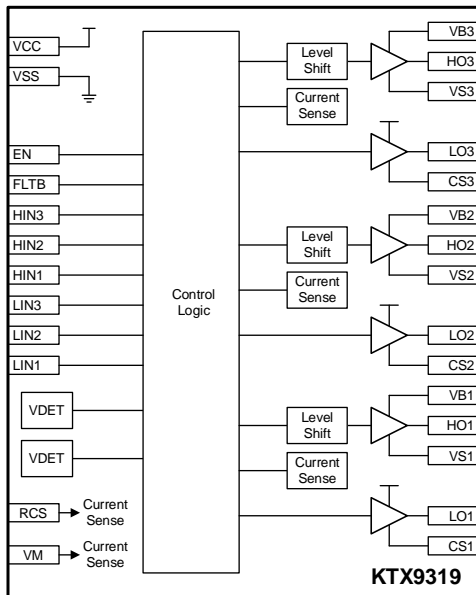 VCC
VSS
EN
FLTB
HIN3
HIN2
HIN1
LIN3
LIN2
LIN1
VDET
VDET
RCS
Current
Sense
VM
Current
Sense
Control
Logic
Level
Shift
Current
Sense
Level
Shift
Current
Sense
Level
Shift
Current
Sense
VB3
HO3
VS3
LO3
CS3
VB2
HO2
VS2
LO2
CS2
VB1
HO1
VS1
LO1
CS1
KTX9319